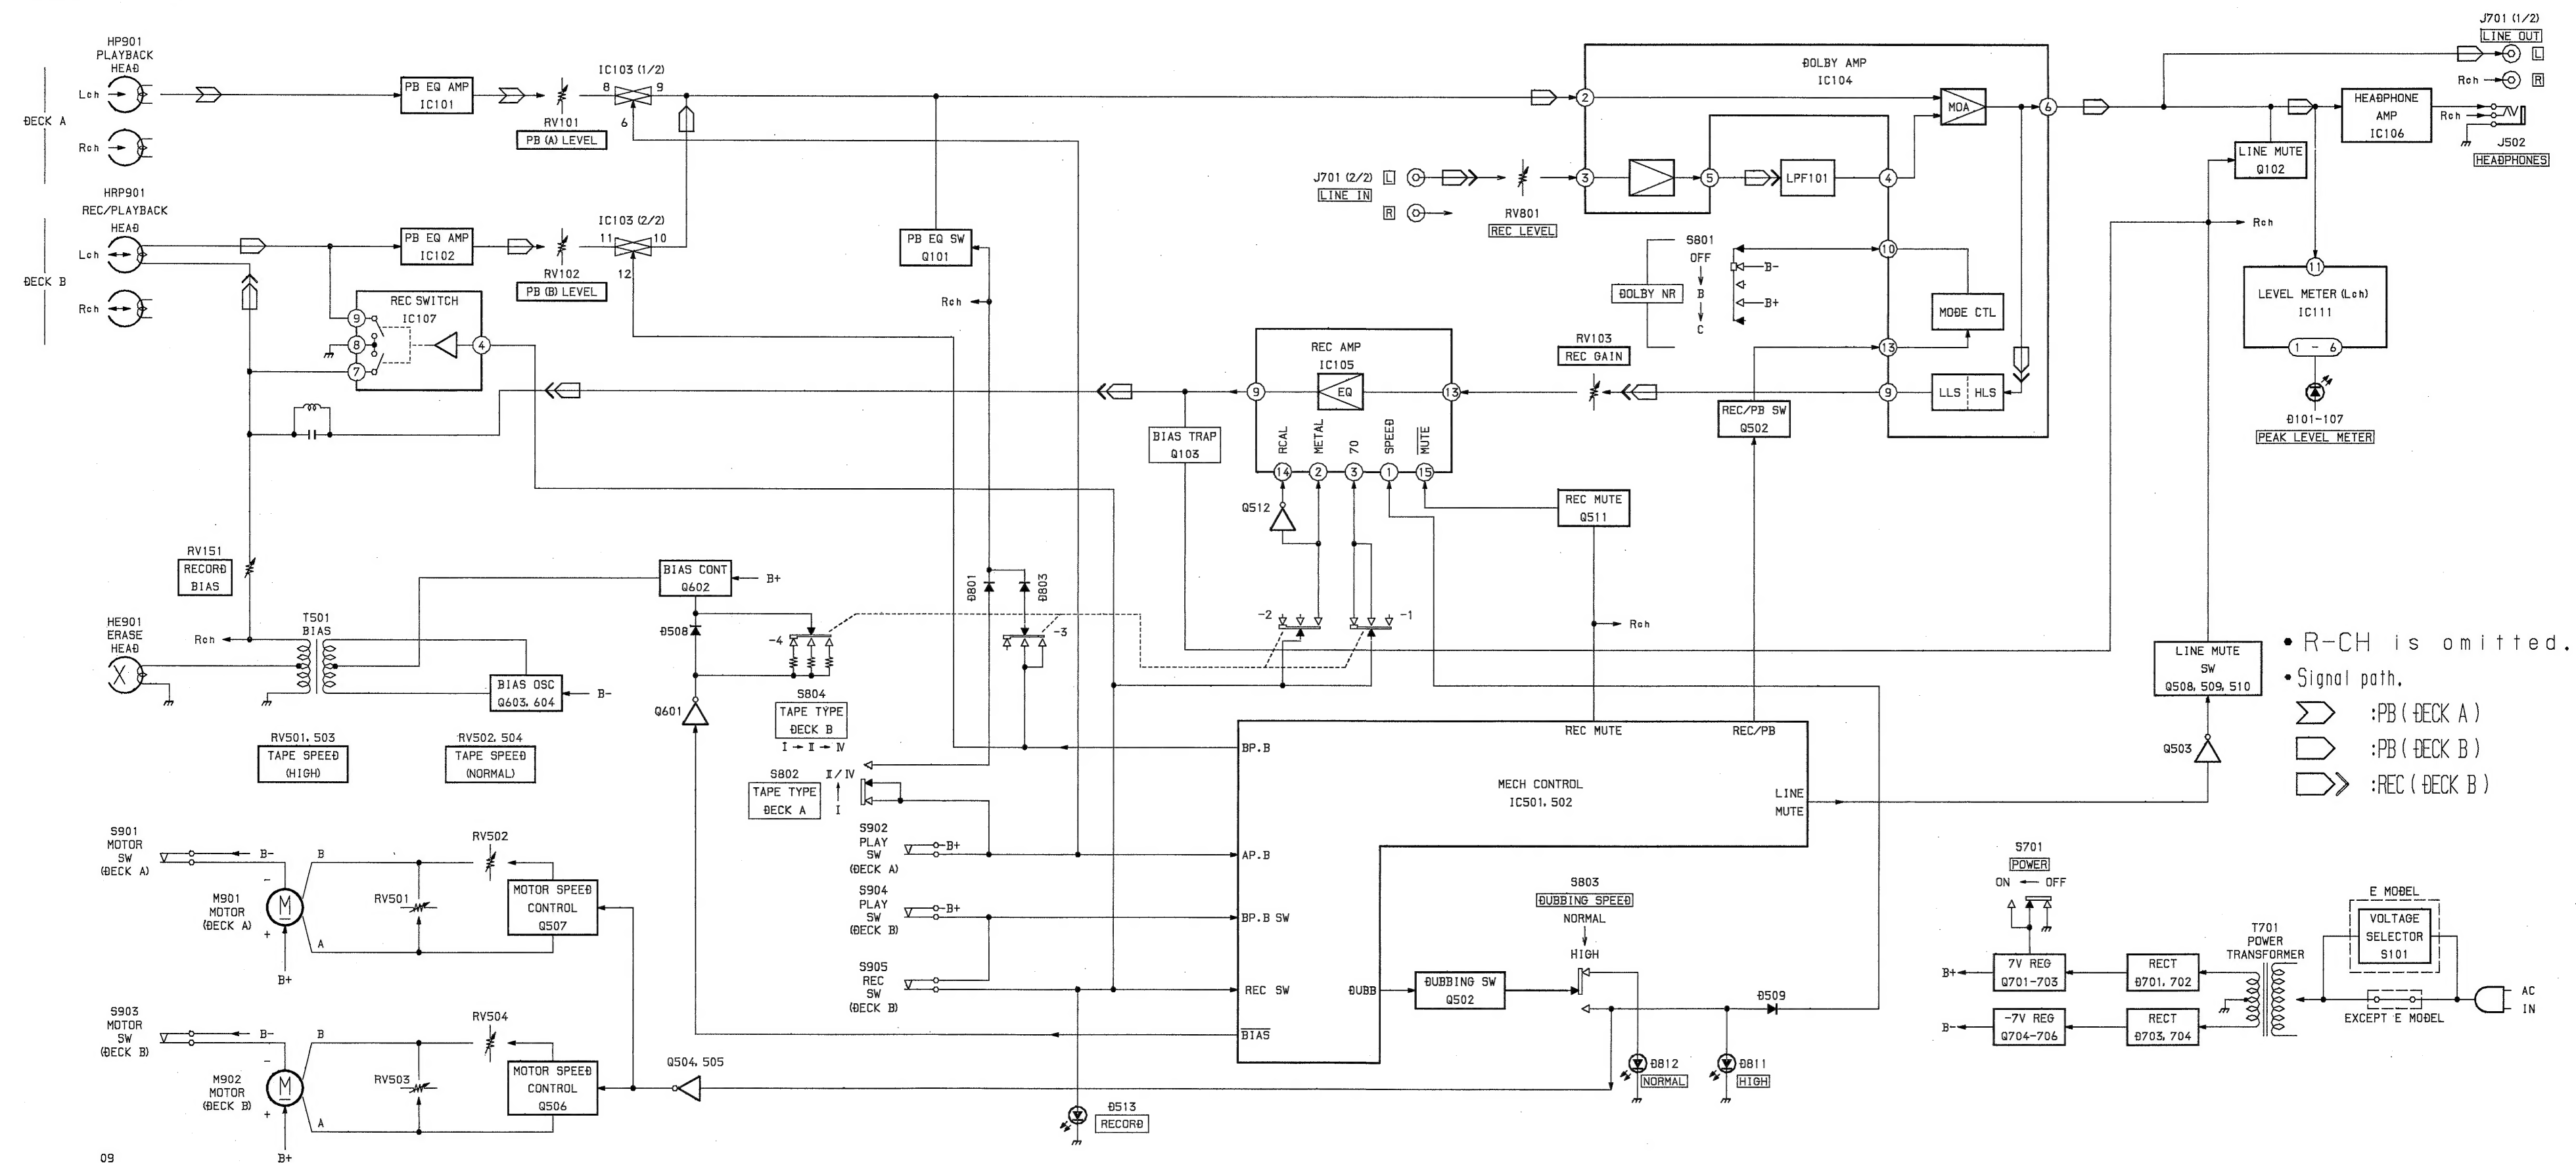 J701 (1/2)
LINE OUT
L
Rch
R
HP901
PLAYBACK
HEAD
Lch
Rch
DECK A
PB EQ AMP
IC101
RV101
PB (A) LEVEL
IC103 (1/2)
8
9
6
DOLBY AMP
IC104
2
MOA
6
3
5
LPF101
4
HEADPHONE
AMP
IC106
Rch
J502
HEADPHONES
LINE MUTE
Q102
Rch
J701 (2/2)
LINE IN
L
R
RV801
REC LEVEL
HRP901
REC/PLAYBACK
HEAD
Lch
Rch
DECK B
PB EQ AMP
IC102
RV102
PB (B) LEVEL
IC103 (2/2)
11
10
12
PB EQ SW
Q101
Rch
REC SWITCH
IC107
9
8
7
4
S801
OFF
B
C
DOLBY NR
B-
B+
10
MODE CTL
13
9
LLS
HLS
11
LEVEL METER (Lch)
IC111
1 - 6
D101-107
PEAK LEVEL METER
RV103
REC GAIN
REC AMP
IC105
9
EQ
13
RCAL
METAL
70
SPEED
MUTE
14
2
3
1
15
BIAS TRAP
Q103
REC/PB SW
Q502
Q512
REC MUTE
Q511
Rch
RV151
RECORD
BIAS
BIAS CONT
Q602
B+
D801
D803
D508
-4
-3
-2
-1
HE901
ERASE
HEAD
Rch
T501
BIAS
BIAS OSC
Q603, 604
B-
Q601
S804
TAPE TYPE
DECK B
I → II → IV
RV501, 503
TAPE SPEED
(HIGH)
RV502, 504
TAPE SPEED
(NORMAL)
S802
TAPE TYPE
DECK A
II/IV
I
LINE MUTE
SW
Q508, 509, 510
Q503
• R-CH is omitted.
• Signal path.
:PB (DECK A)
:PB (DECK B)
:REC (DECK B)
REC MUTE
REC/PB
BP.B
MECH CONTROL
IC501, 502
LINE
MUTE
AP.B
BP.B SW
REC SW
DUBB
BIAS
S902
PLAY
SW
(DECK A)
B+
S904
PLAY
SW
(DECK B)
B+
S905
REC
SW
(DECK B)
DUBBING SW
Q502
S803
DUBBING SPEED
NORMAL
HIGH
D509
D812
NORMAL
D811
HIGH
D513
RECORD
S901
MOTOR
SW
(DECK A)
B-
B
-
M
M901
MOTOR
(DECK A)
+
A
B+
RV501
RV502
MOTOR SPEED
CONTROL
Q507
S903
MOTOR
SW
(DECK B)
B-
B
-
M
M902
MOTOR
(DECK B)
+
A
B+
RV503
RV504
MOTOR SPEED
CONTROL
Q506
Q504, 505
S701
POWER
ON ← OFF
B+
7V REG
Q701-703
RECT
D701, 702
B-
-7V REG
Q704-706
RECT
D703, 704
T701
POWER
TRANSFORMER
E MODEL
VOLTAGE
SELECTOR
S101
EXCEPT E MODEL
AC
IN
09